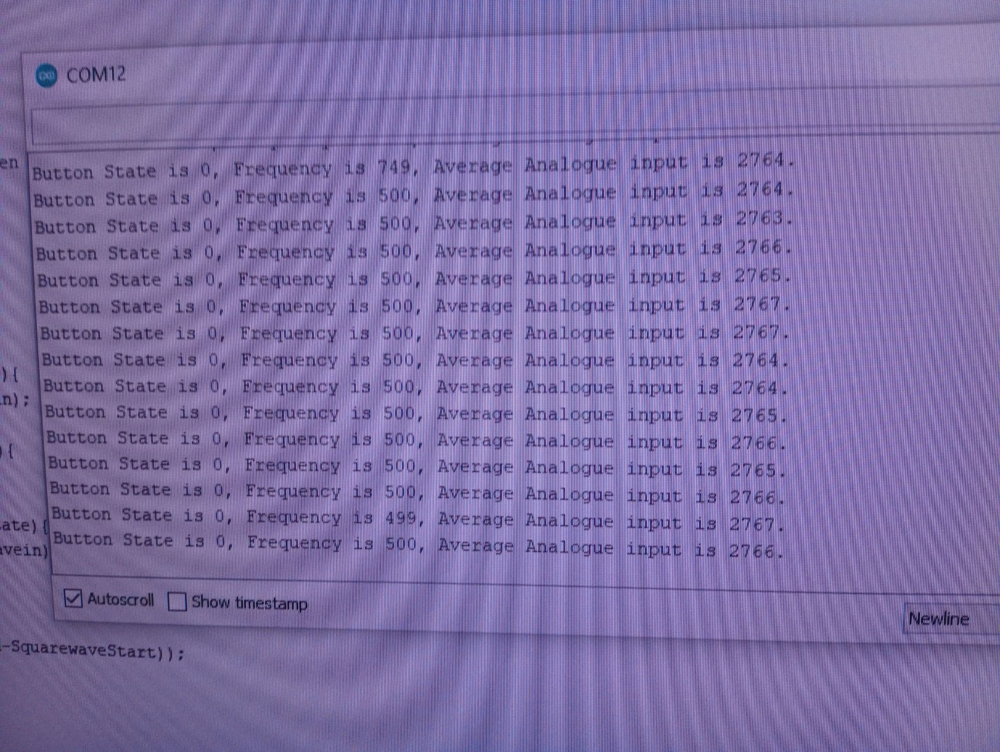 COM12
en
Button State is 0, Frequency is 749, Average Analogue input is 2764.
Button State is 0, Frequency is 500, Average Analogue input is 2764.
Button State is 0, Frequency is 500, Average Analogue input is 2763.
Button State is 0, Frequency is 500, Average Analogue input is 2766.
Button State is 0, Frequency is 500, Average Analogue input is 2765.
Button State is 0, Frequency is 500, Average Analogue input is 2767.
Button State is 0, Frequency is 500, Average Analogue input is 2767.
Button State is 0, Frequency is 500, Average Analogue input is 2764.
Button State is 0, Frequency is 500, Average Analogue input is 2764.
Button State is 0, Frequency is 500, Average Analogue input is 2765.
Button State is 0, Frequency is 500, Average Analogue input is 2766.
Button State is 0, Frequency is 500, Average Analogue input is 2765.
Button State is 0, Frequency is 500, Average Analogue input is 2766.
Button State is 0, Frequency is 499, Average Analogue input is 2767.
Button State is 0, Frequency is 500, Average Analogue input is 2766.
){
n);
){
ate){
vein)
Autoscroll Show timestamp
Newline
-SquarewaveStart));